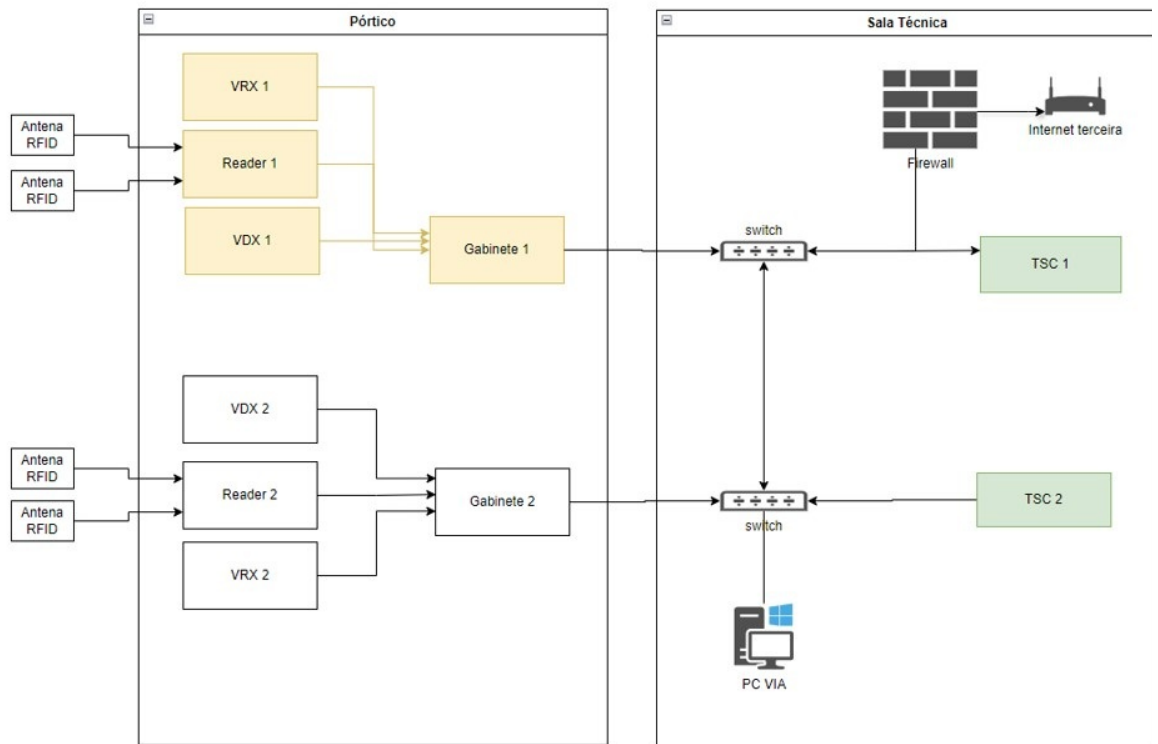 Pórtico
Sala Técnica
VRX 1
Antena
RFID
Reader 1
Antena
RFID
VDX 1
Gabinete 1
Firewall
Internet terceira
switch
TSC 1
VDX 2
Antena
RFID
Reader 2
Antena
RFID
VRX 2
Gabinete 2
switch
TSC 2
PC VIA